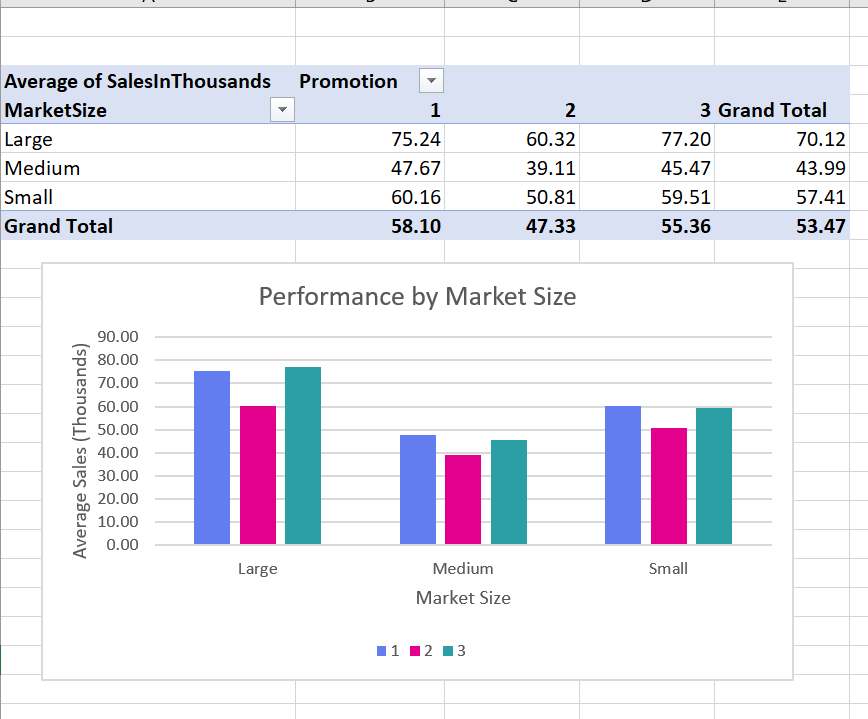 Average of SalesInThousands Promotion
MarketSize 1 2 3 Grand Total
Large 75.24 60.32 77.20 70.12
Medium 47.67 39.11 45.47 43.99
Small 60.16 50.81 59.51 57.41
Grand Total 58.10 47.33 55.36 53.47
Performance by Market Size
Average Sales (Thousands)
90.00
80.00
70.00
60.00
50.00
40.00
30.00
20.00
10.00
0.00
Large Medium Small
Market Size
1 2 3